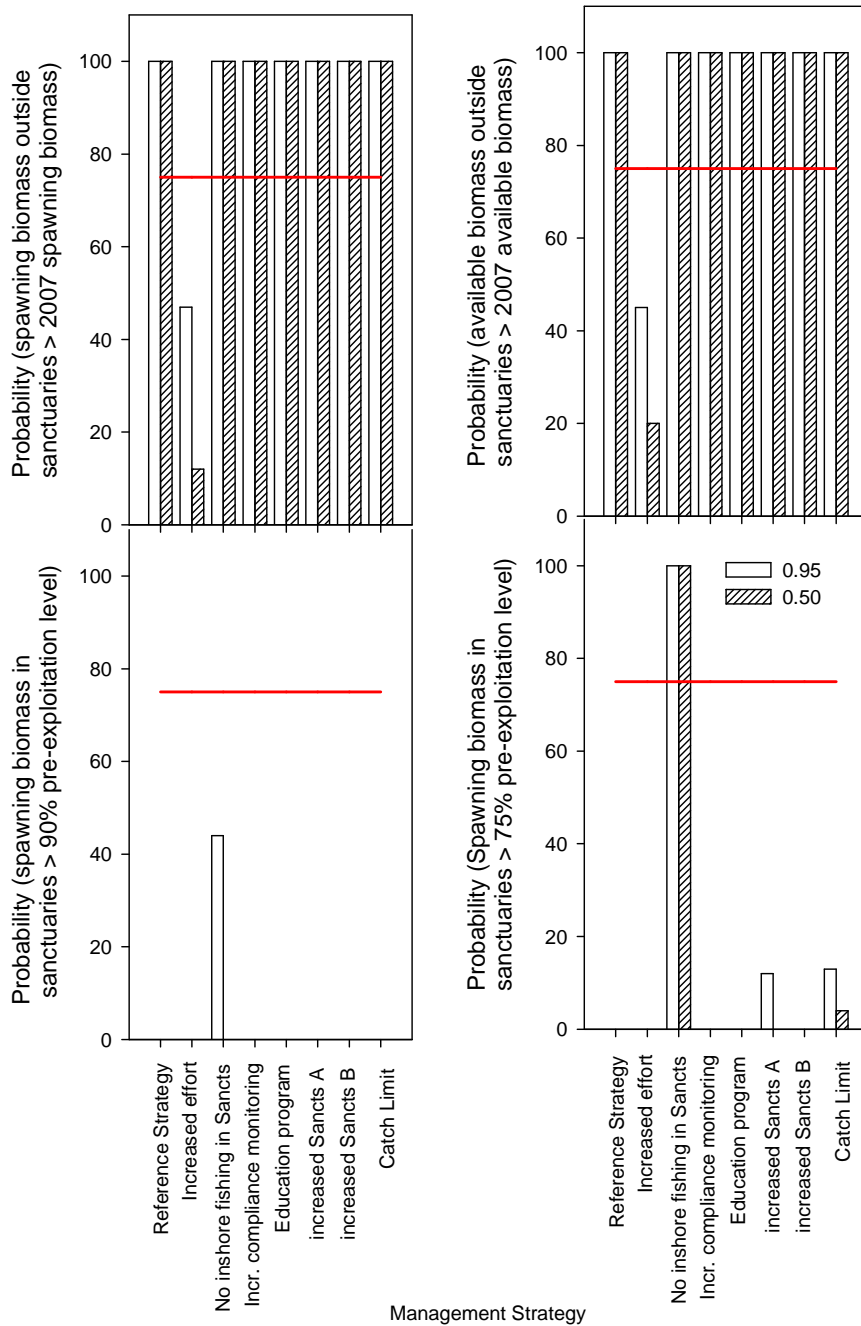 Probability (spawning biomass outside
sanctuaries > 2007 spawning biomass)
100
80
60
40
20
0
Probability (available biomass outside
sanctuaries > 2007 available biomass)
100
80
60
40
20
0
Probability (spawning biomass in
sanctuaries > 90% pre-exploitation level)
100
80
60
40
20
0
Reference Strategy
Increased effort
No inshore fishing in Sancts
Incr. compliance monitoring
Education program
increased Sancts A
increased Sancts B
Catch Limit
Probability (Spawning biomass in
sanctuaries > 75% pre-exploitation level)
100
80
60
40
20
0
0.95
0.50
Reference Strategy
Increased effort
No inshore fishing in Sancts
Incr. compliance monitoring
Education program
increased Sancts A
increased Sancts B
Catch Limit
Management Strategy